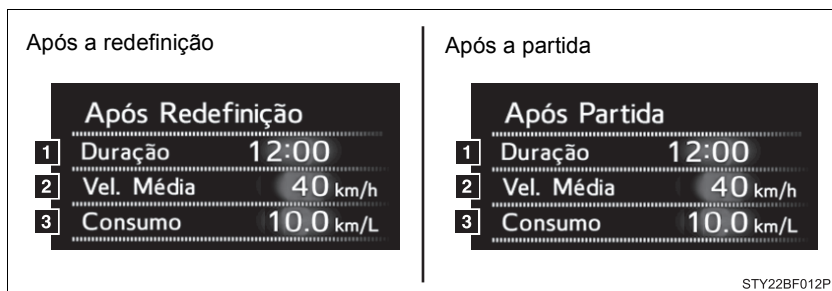 Após a redefinição
Após Redefinição
1 Duração 12:00
2 Vel. Média 40 km/h
3 Consumo 10.0 km/L
Após a partida
Após Partida
1 Duração 12:00
2 Vel. Média 40 km/h
3 Consumo 10.0 km/L
STY22BF012P